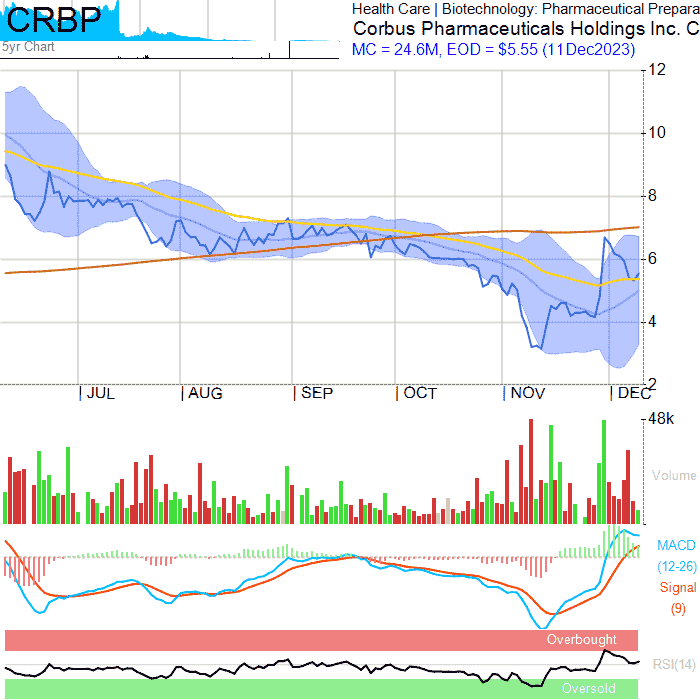 CRBP
Health Care | Biotechnology: Pharmaceutical Prepara
Corbus Pharmaceuticals Holdings Inc. C
MC = 24.6M, EOD = $5.55 (11Dec2023)
5yr Chart
12
10
8
6
4
2
| JUL | AUG | SEP | OCT | NOV | DEC
48k
Volume
MACD
(12-26)
Signal
(9)
Overbought
RSI(14)
Oversold